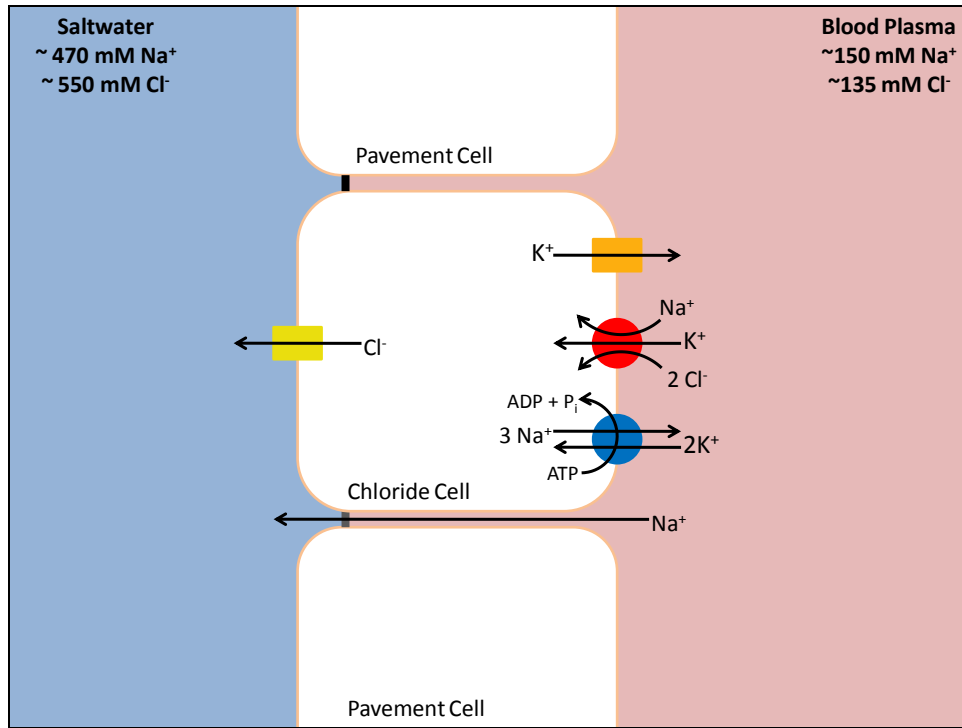 Saltwater
~ 470 mM Na⁺
~ 550 mM Cl⁻
Blood Plasma
~150 mM Na⁺
~135 mM Cl⁻
Pavement Cell
K⁺
Na⁺
K⁺
2 Cl⁻
Cl⁻
ADP + Pᵢ
3 Na⁺
2K⁺
ATP
Chloride Cell
Na⁺
Pavement Cell